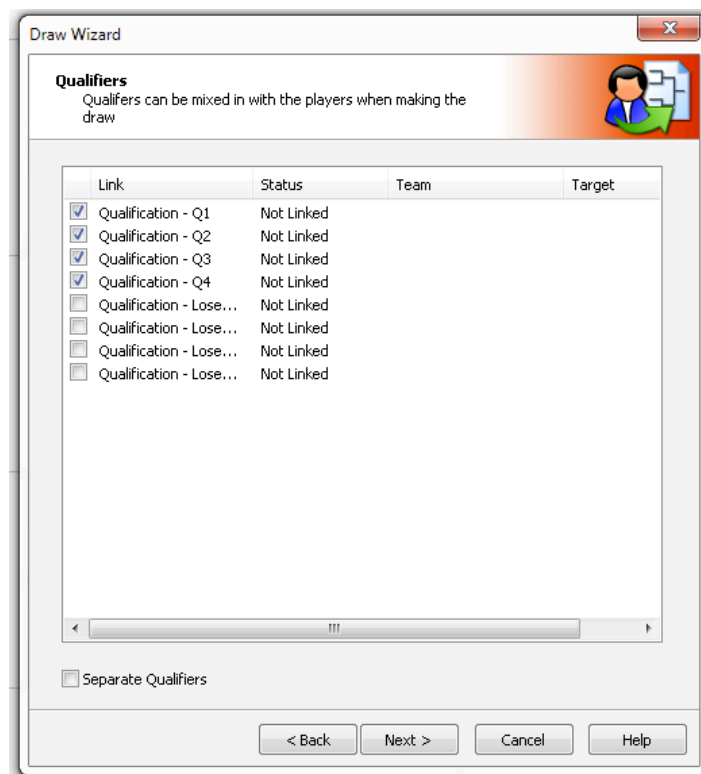 Draw Wizard
Qualifiers
Qualifers can be mixed in with the players when making the
draw
Link Status Team Target
Qualification - Q1 Not Linked
Qualification - Q2 Not Linked
Qualification - Q3 Not Linked
Qualification - Q4 Not Linked
Qualification - Lose... Not Linked
Qualification - Lose... Not Linked
Qualification - Lose... Not Linked
Qualification - Lose... Not Linked
Separate Qualifiers
< Back Next > Cancel Help